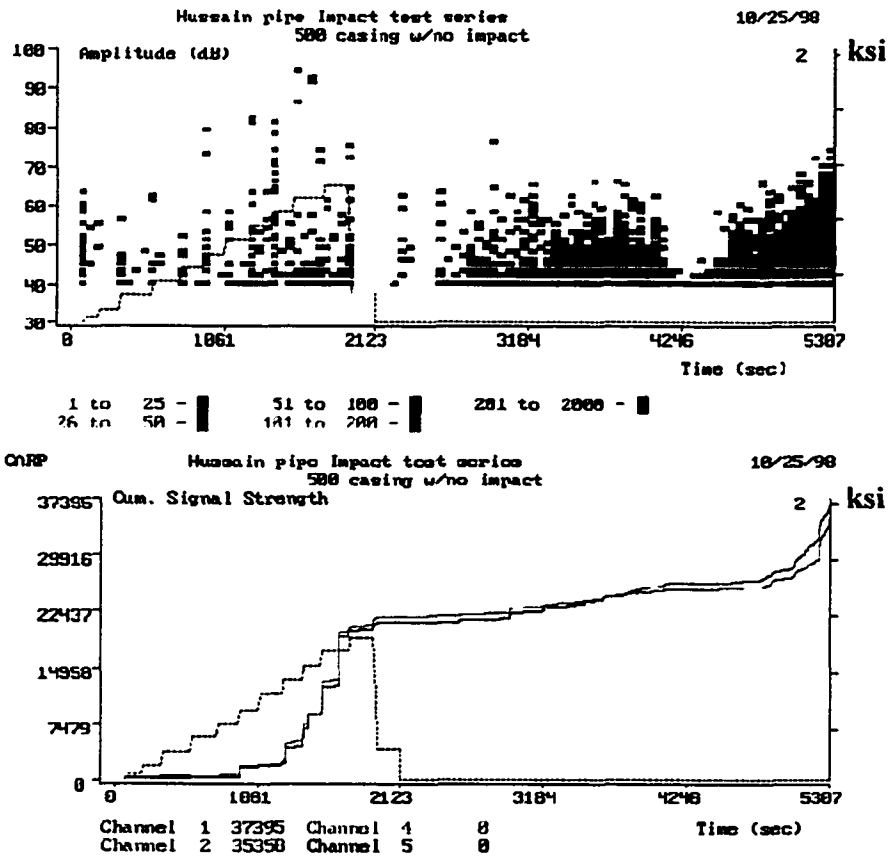 Hussain pipe Impact test series 10/25/98
500 casing w/no impact
Amplitude (dB)
2 ksi
100
90
80
70
60
50
40
30
0 1061 2123 3184 4246 5307
Time (sec)
1 to 25 - 51 to 100 - 201 to 2000 -
26 to 50 - 101 to 200 -
Hussain pipe Impact test series 10/25/98
500 casing w/no impact
Cum. Signal Strength
2 ksi
37395
29916
22437
14958
7479
0
0 1061 2123 3184 4246 5307
Time (sec)
Channel 1 37395 Channel 4 0
Channel 2 35358 Channel 5 0